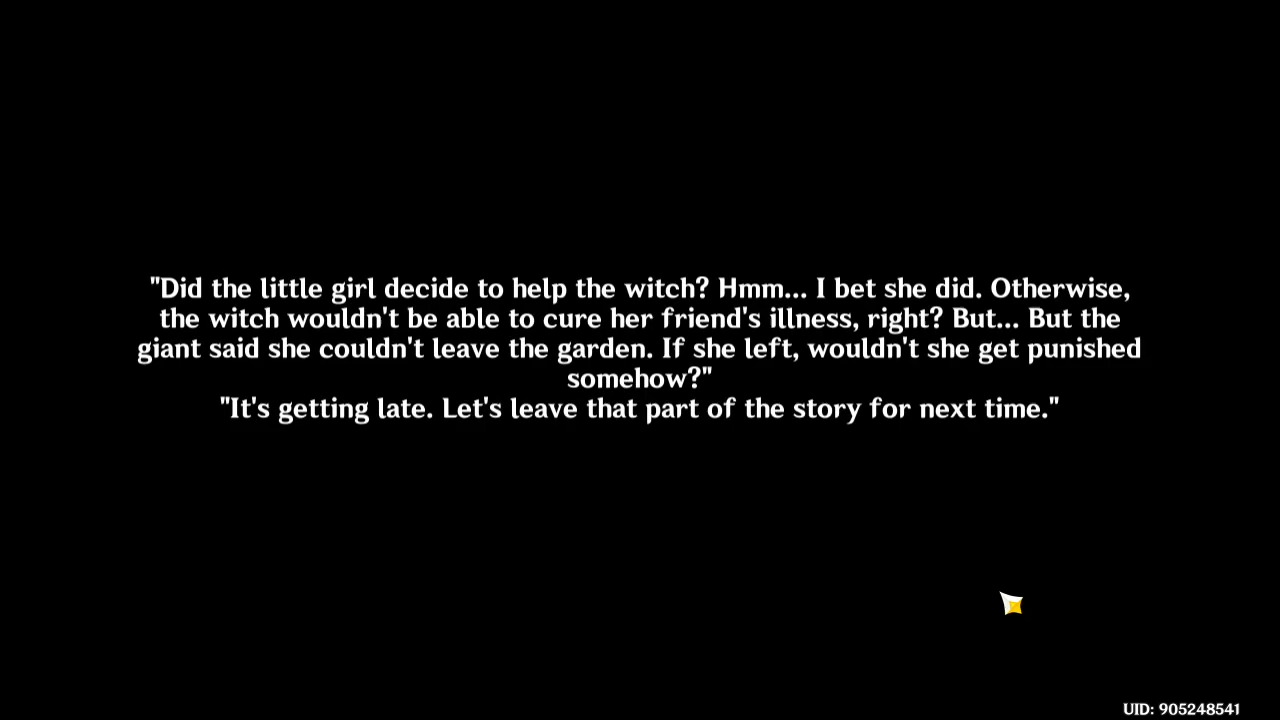 "Did the little girl decide to help the witch? Hmm... I bet she did. Otherwise,
the witch wouldn't be able to cure her friend's illness, right? But... But the
giant said she couldn't leave the garden. If she left, wouldn't she get punished
somehow?"
"It's getting late. Let's leave that part of the story for next time."
UID: 905248541